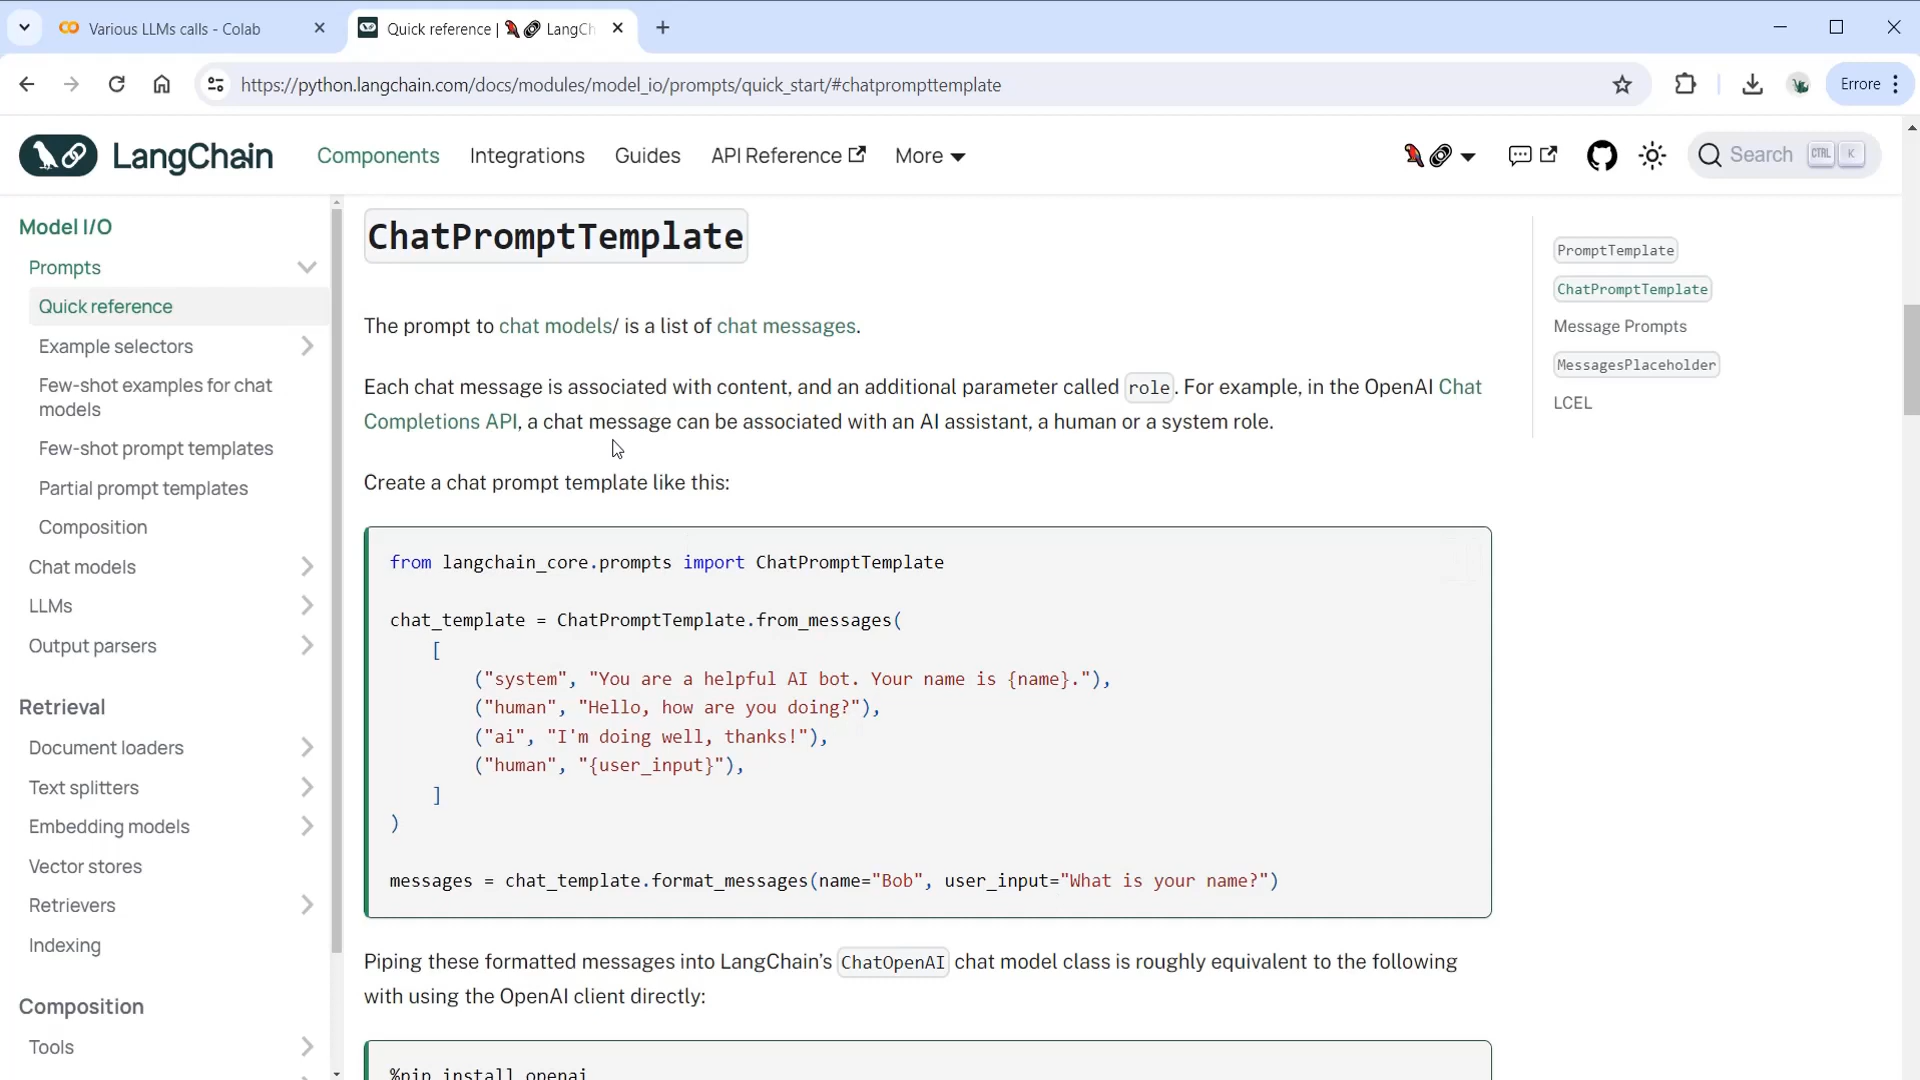 Various LLMs calls - Colab
Quick reference | LangCh
https://python.langchain.com/docs/modules/model_io/prompts/quick_start/#chatprompttemplate
Errore
LangChain
Components
Integrations
Guides
API Reference
More
Search
CTRL
K
Model I/O
Prompts
Quick reference
Example selectors
Few-shot examples for chat
models
Few-shot prompt templates
Partial prompt templates
Composition
Chat models
LLMs
Output parsers
Retrieval
Document loaders
Text splitters
Embedding models
Vector stores
Retrievers
Indexing
Composition
Tools
ChatPromptTemplate
The prompt to chat models/ is a list of chat messages.
Each chat message is associated with content, and an additional parameter called role. For example, in the OpenAI Chat
Completions API, a chat message can be associated with an AI assistant, a human or a system role.
Create a chat prompt template like this:
from langchain_core.prompts import ChatPromptTemplate
chat_template = ChatPromptTemplate.from_messages(
    [
        ("system", "You are a helpful AI bot. Your name is {name}."),
        ("human", "Hello, how are you doing?"),
        ("ai", "I'm doing well, thanks!"),
        ("human", "{user_input}"),
    ]
)
messages = chat_template.format_messages(name="Bob", user_input="What is your name?")
Piping these formatted messages into LangChain’s ChatOpenAI chat model class is roughly equivalent to the following
with using the OpenAI client directly:
%pip install openai
PromptTemplate
ChatPromptTemplate
Message Prompts
MessagesPlaceholder
LCEL